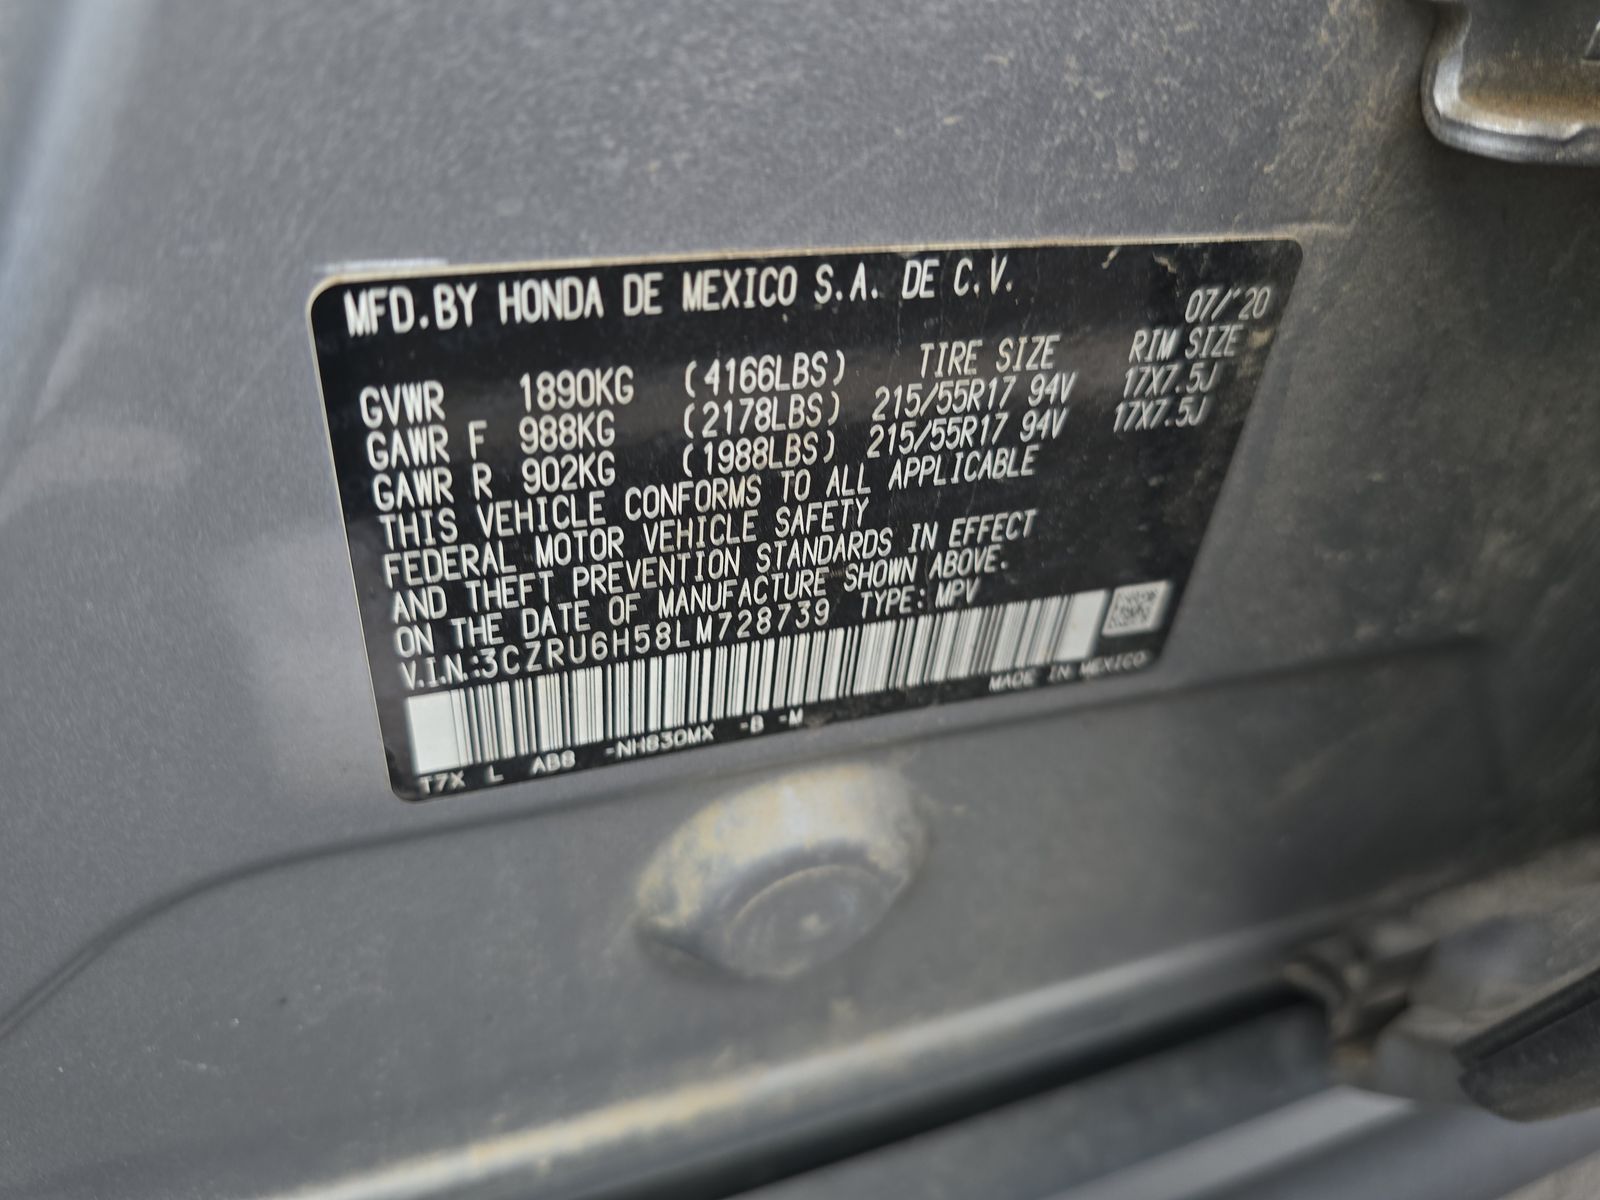 MFD.BY HONDA DE MEXICO S.A. DE C.V.
07/'20
TIRE SIZE RIM SIZE
GVWR 1890KG (4166LBS)
GAWR F 988KG (2178LBS) 215/55R17 94V 17X7.5J
GAWR R 902KG (1988LBS) 215/55R17 94V 17X7.5J
THIS VEHICLE CONFORMS TO ALL APPLICABLE
FEDERAL MOTOR VEHICLE SAFETY
AND THEFT PREVENTION STANDARDS IN EFFECT
ON THE DATE OF MANUFACTURE SHOWN ABOVE.
V.I.N.:3CZRU6H58LM728739 TYPE: MPV
MADE IN MEXICO
T7X L AB8 -NH830MX -B -M